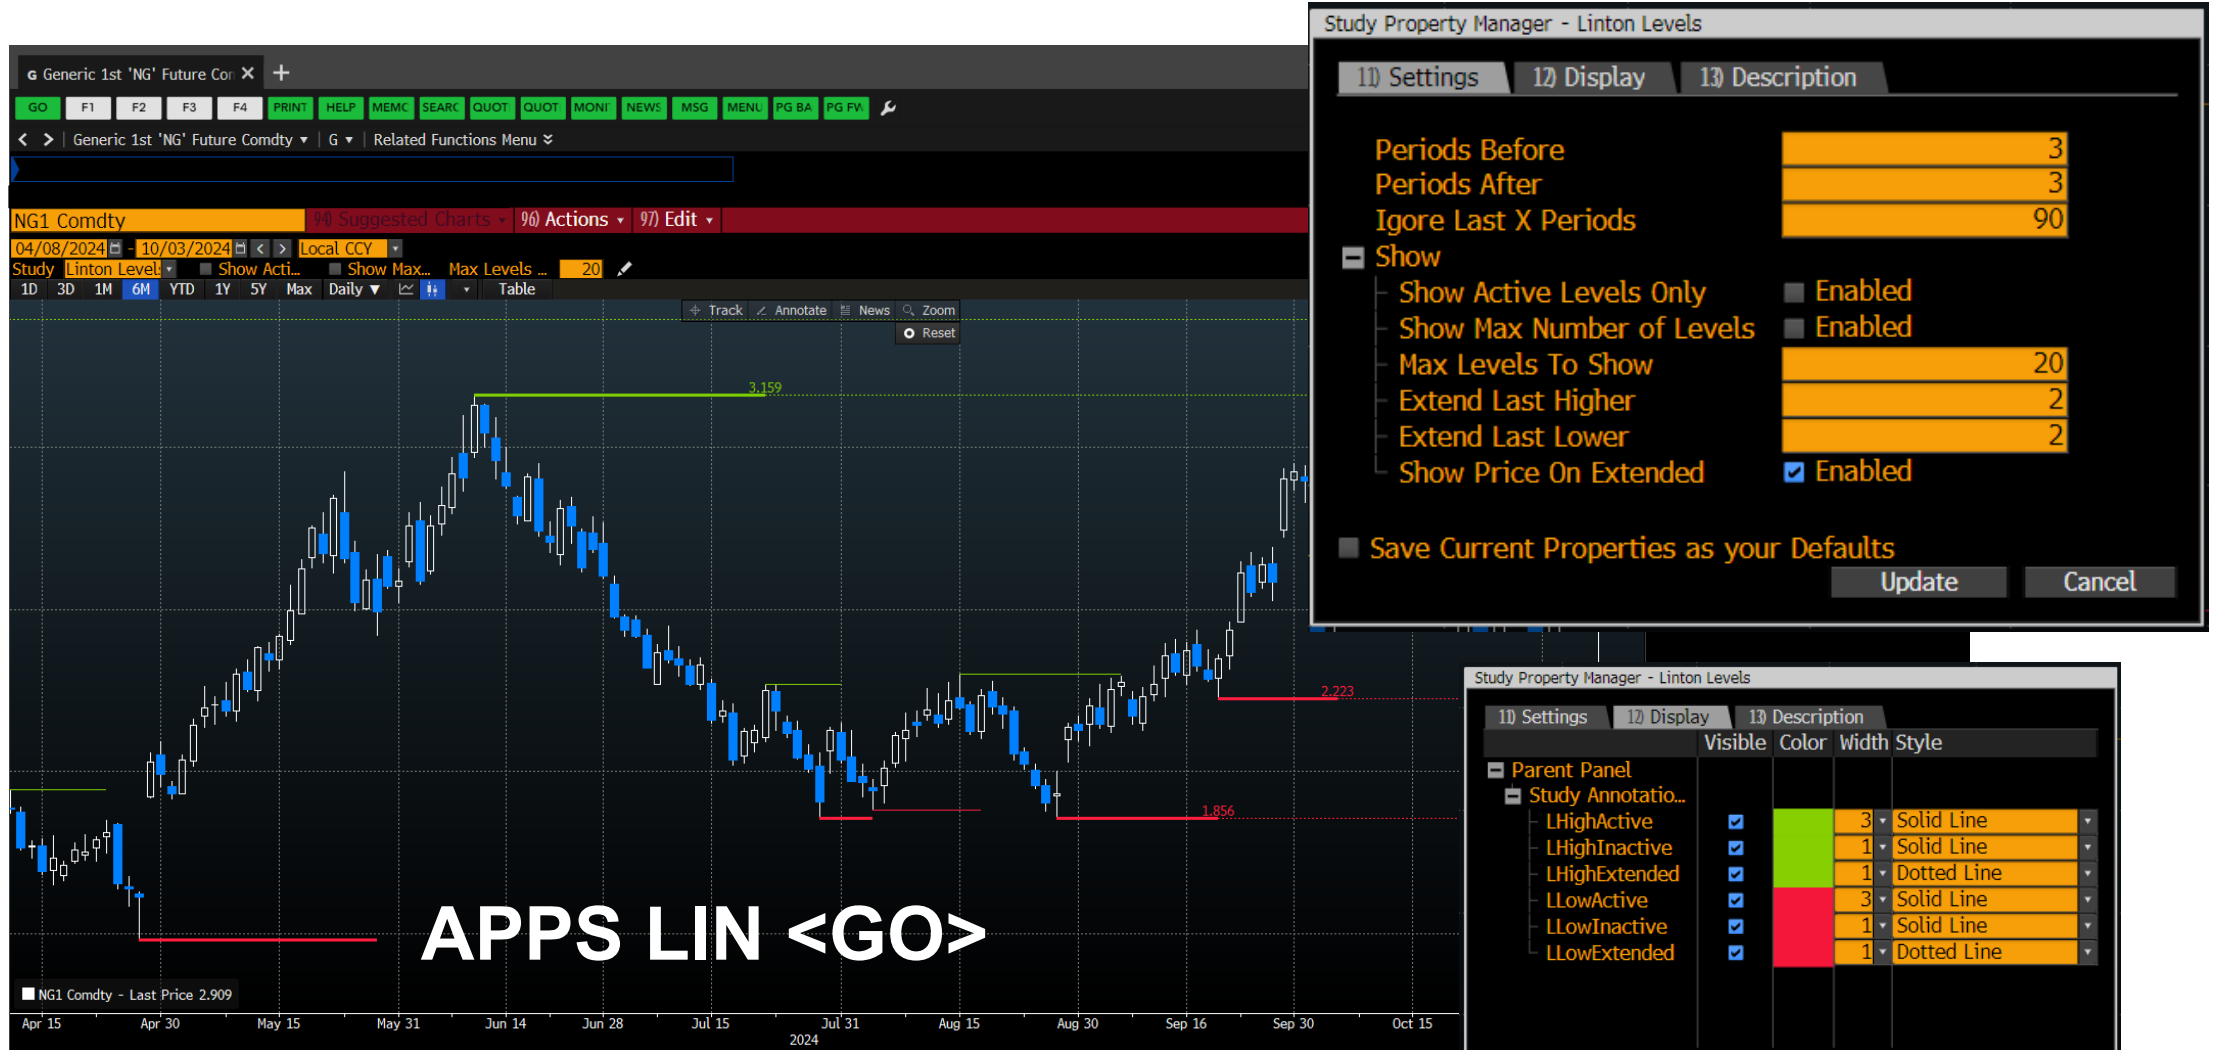 G Generic 1st 'NG' Future Con
GO F1 F2 F3 F4 PRINT HELP MEMC SEARC QUOT QUOT MONI NEWS MSG MENU PG BA PG FW
Generic 1st 'NG' Future Comdty G Related Functions Menu
NG1 Comdty 94) Suggested Charts 96) Actions 97) Edit
04/08/2024 - 10/03/2024 < > Local CCY
Study Linton Level Show Acti... Show Max... Max Levels ... 20
1D 3D 1M 6M YTD 1Y 5Y Max Daily ▼ Table
Track Annotate News Zoom
Reset
3.159
2.223
1.856
APPS LIN <GO>
NG1 Comdty - Last Price 2.909
Apr 15 Apr 30 May 15 May 31 Jun 14 Jun 28 Jul 15 Jul 31 Aug 15 Aug 30 Sep 16 Sep 30 Oct 15
2024
Study Property Manager - Linton Levels
11) Settings 12) Display 13) Description
Periods Before 3
Periods After 3
Igore Last X Periods 90
Show
Show Active Levels Only Enabled
Show Max Number of Levels Enabled
Max Levels To Show 20
Extend Last Higher 2
Extend Last Lower 2
Show Price On Extended Enabled
Save Current Properties as your Defaults
Update Cancel
Study Property Manager - Linton Levels
11) Settings 12) Display 13) Description
Visible Color Width Style
Parent Panel
Study Annotatio...
LHighActive 3 Solid Line
LHighInactive 1 Solid Line
LHighExtended 1 Dotted Line
LLowActive 3 Solid Line
LLowInactive 1 Solid Line
LLowExtended 1 Dotted Line